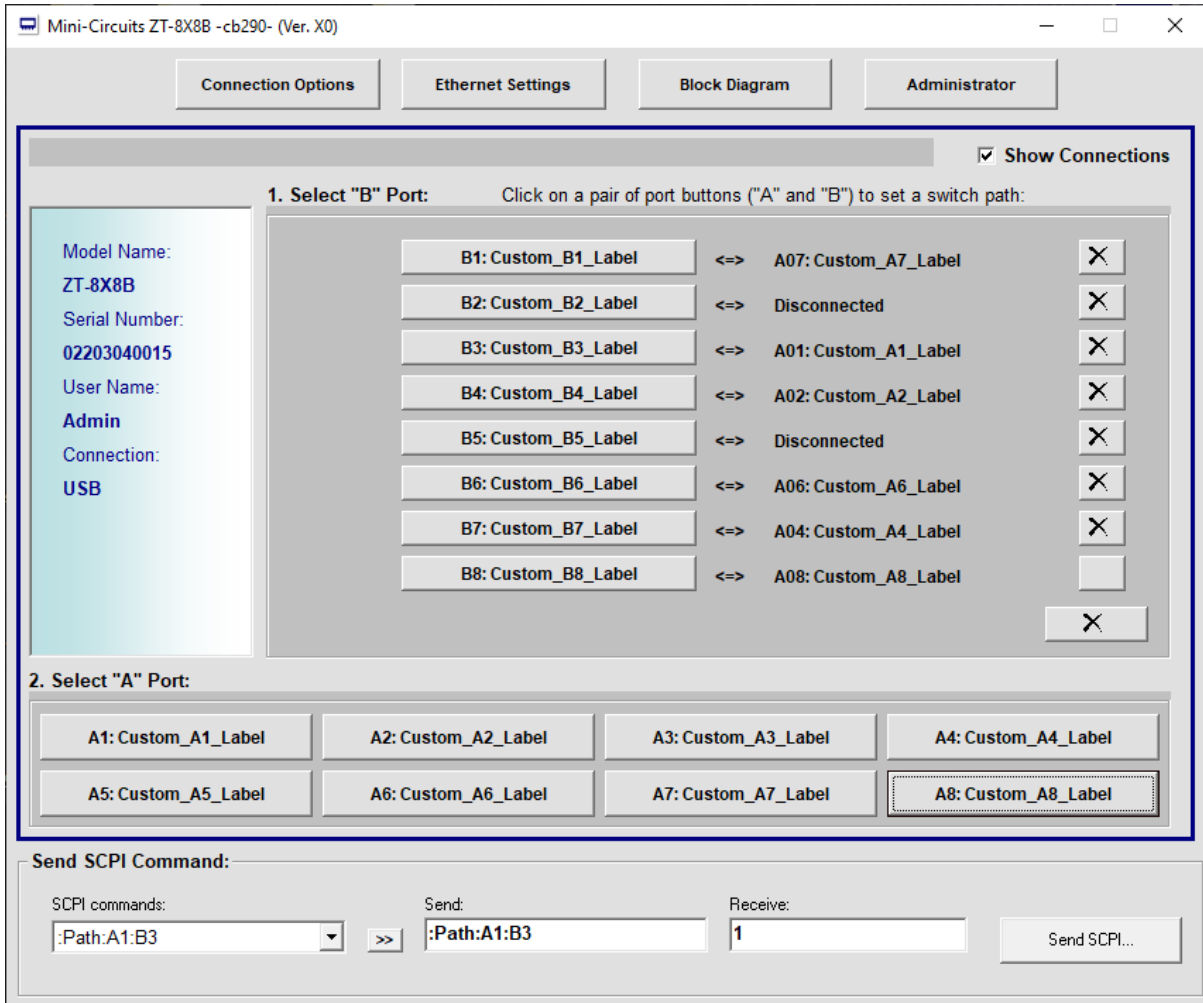 Mini-Circuits ZT-8X8B -cb290- (Ver. X0)
Connection Options Ethernet Settings Block Diagram Administrator
Show Connections
1. Select "B" Port: Click on a pair of port buttons ("A" and "B") to set a switch path:
Model Name:
ZT-8X8B
Serial Number:
02203040015
User Name:
Admin
Connection:
USB
B1: Custom_B1_Label <=> A07: Custom_A7_Label X
B2: Custom_B2_Label <=> Disconnected X
B3: Custom_B3_Label <=> A01: Custom_A1_Label X
B4: Custom_B4_Label <=> A02: Custom_A2_Label X
B5: Custom_B5_Label <=> Disconnected X
B6: Custom_B6_Label <=> A06: Custom_A6_Label X
B7: Custom_B7_Label <=> A04: Custom_A4_Label X
B8: Custom_B8_Label <=> A08: Custom_A8_Label
X
2. Select "A" Port:
A1: Custom_A1_Label A2: Custom_A2_Label A3: Custom_A3_Label A4: Custom_A4_Label
A5: Custom_A5_Label A6: Custom_A6_Label A7: Custom_A7_Label A8: Custom_A8_Label
Send SCPI Command:
SCPI commands: Send: Receive:
:Path:A1:B3 >> :Path:A1:B3 1 Send SCPI...